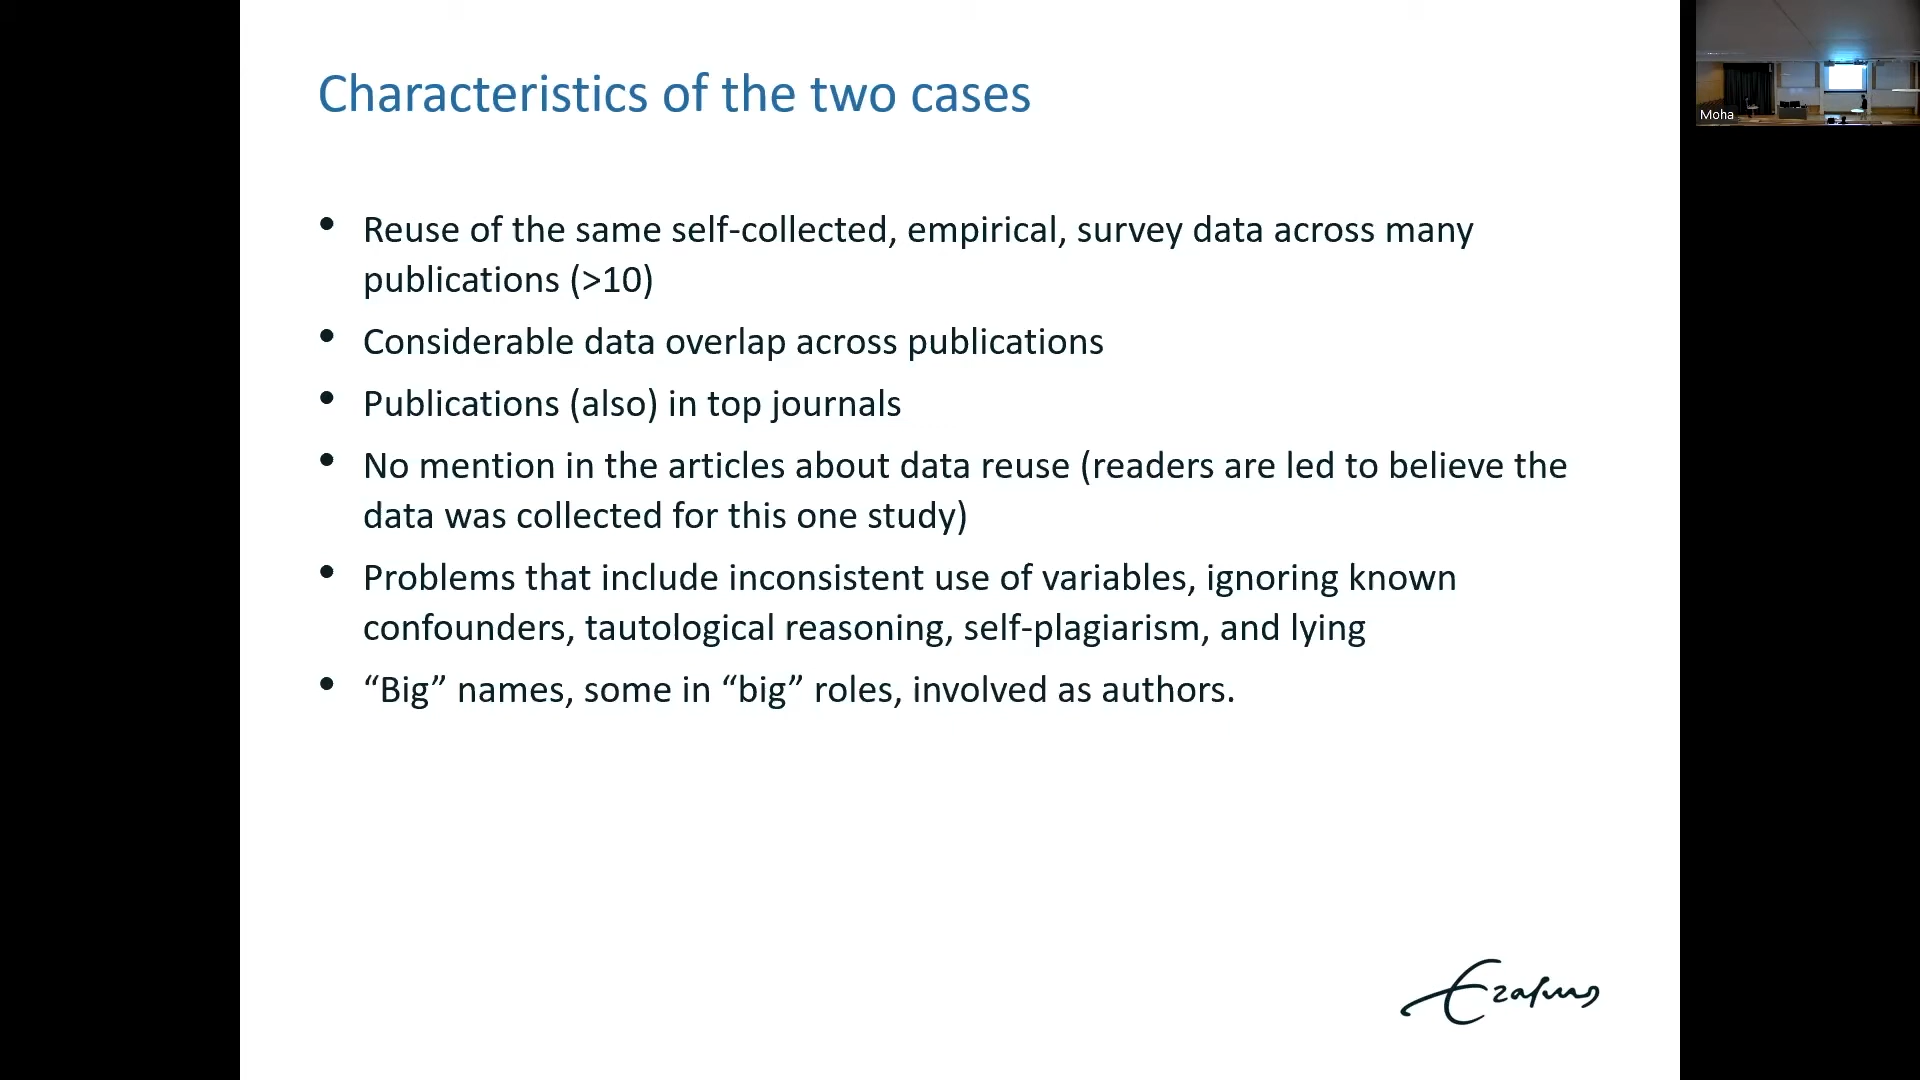 Characteristics of the two cases
Moha
• Reuse of the same self-collected, empirical, survey data across many
publications (>10)
• Considerable data overlap across publications
• Publications (also) in top journals
• No mention in the articles about data reuse (readers are led to believe the
data was collected for this one study)
• Problems that include inconsistent use of variables, ignoring known
confounders, tautological reasoning, self-plagiarism, and lying
• “Big” names, some in “big” roles, involved as authors.
Erasmus